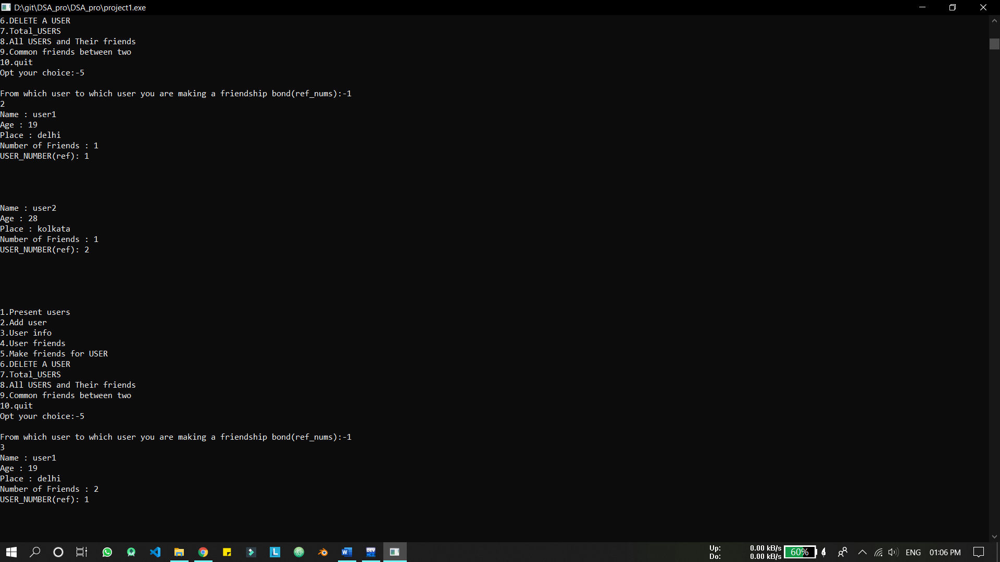 D:\git\DSA_pro\DSA_pro\project1.exe
6.DELETE A USER
7.Total_USERS
8.All USERS and Their friends
9.Common friends between two
10.quit
Opt your choice:-5
From which user to which user you are making a friendship bond(ref_nums):-1
2
Name : user1
Age : 19
Place : delhi
Number of Friends : 1
USER_NUMBER(ref): 1
Name : user2
Age : 28
Place : kolkata
Number of Friends : 1
USER_NUMBER(ref): 2
1.Present users
2.Add user
3.User info
4.User friends
5.Make friends for USER
6.DELETE A USER
7.Total_USERS
8.All USERS and Their friends
9.Common friends between two
10.quit
Opt your choice:-5
From which user to which user you are making a friendship bond(ref_nums):-1
3
Name : user1
Age : 19
Place : delhi
Number of Friends : 2
USER_NUMBER(ref): 1
L W DEV
Up: 0.00 kB/s
Do: 0.00 kB/s
60% ENG 01:06 PM